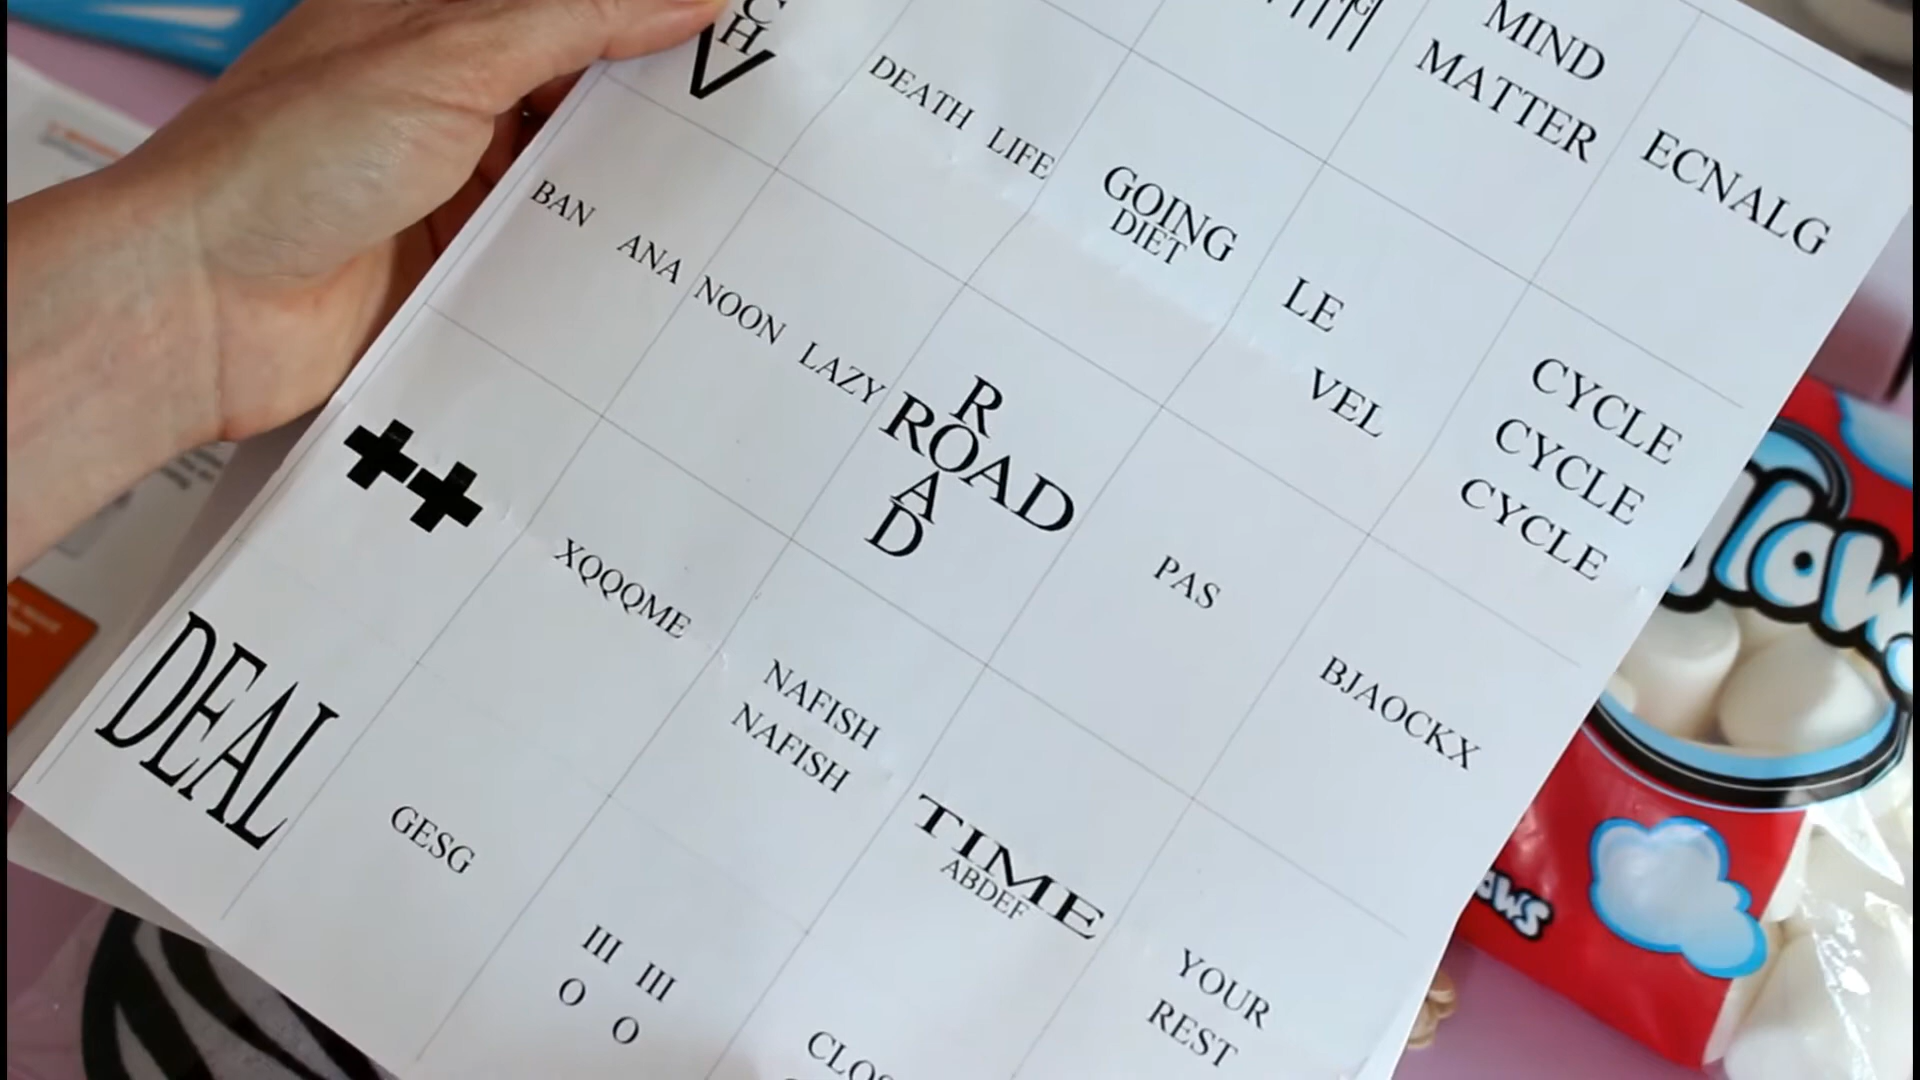 C
H
V
MIND
MATTER
ECNALG
DEATH LIFE
GOING
DIET
LE
VEL
CYCLE
CYCLE
CYCLE
BAN ANA
NOON LAZY
R
ROAD
A
D
PAS
BJAOCKX
XQQQME
NAFISH
NAFISH
TIME
ABDEF
YOUR
REST
DEAL
GESG
III III
O O